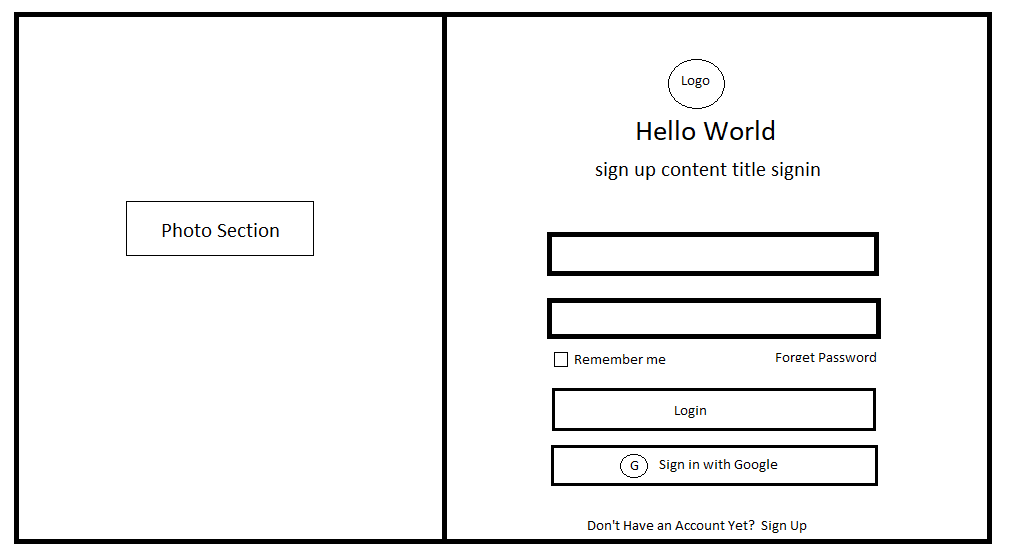 Photo Section
Logo
Hello World
sign up content title signin
Remember me
Forget Password
Login
G Sign in with Google
Don't Have an Account Yet? Sign Up